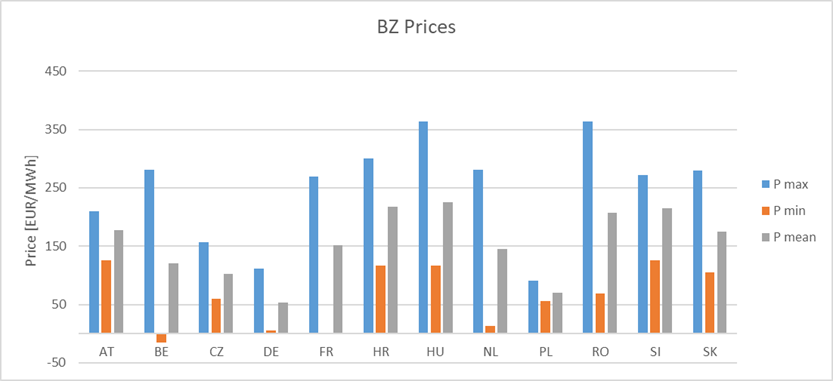 BZ Prices
450
350
250
150
50
-50
Price [EUR/MWh]
AT BE CZ DE FR HR HU NL PL RO SI SK
P max
P min
P mean